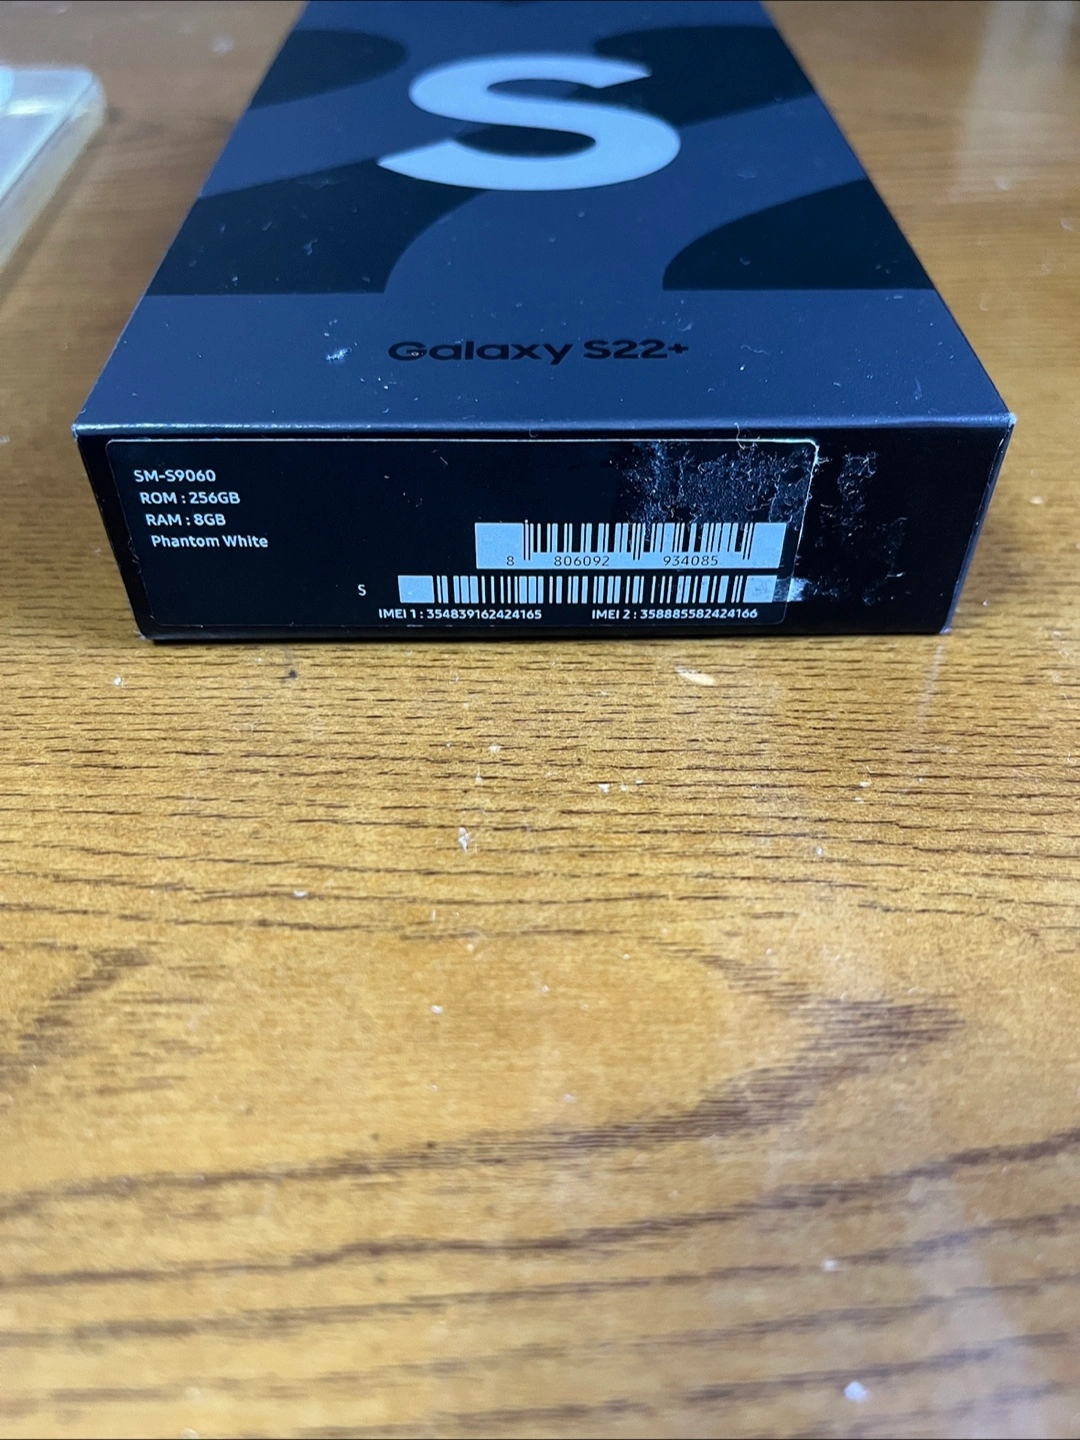 S
Galaxy S22+
SM-S9060
ROM : 256GB
RAM : 8GB
Phantom White
8 806092 934085
S
IMEI 1 : 354839162424165 IMEI 2 : 358885582424166